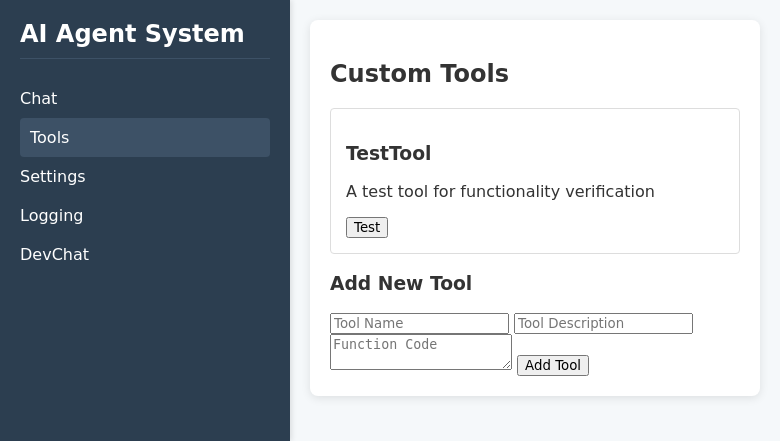 AI Agent System
Chat
Tools
Settings
Logging
DevChat
Custom Tools
TestTool
A test tool for functionality verification
Test
Add New Tool
Tool Name
Tool Description
Function Code
Add Tool